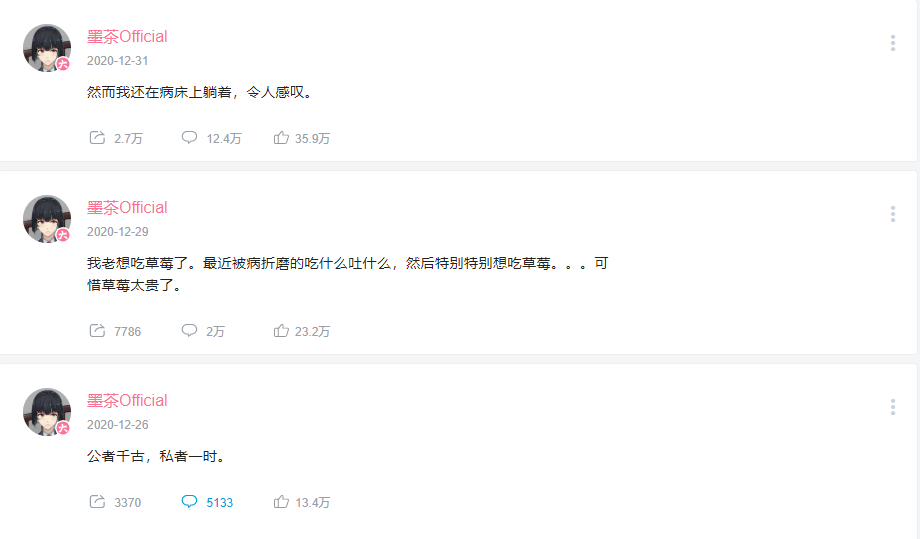 墨茶Official
2020-12-31
然而我还在病床上躺着，令人感叹。
2.7万 12.4万 35.9万
墨茶Official
2020-12-29
我老想吃草莓了。最近被病折磨的吃什么吐什么，然后特别特别想吃草莓。。。可
惜草莓太贵了。
7786 2万 23.2万
墨茶Official
2020-12-26
公者千古，私者一时。
3370 5133 13.4万